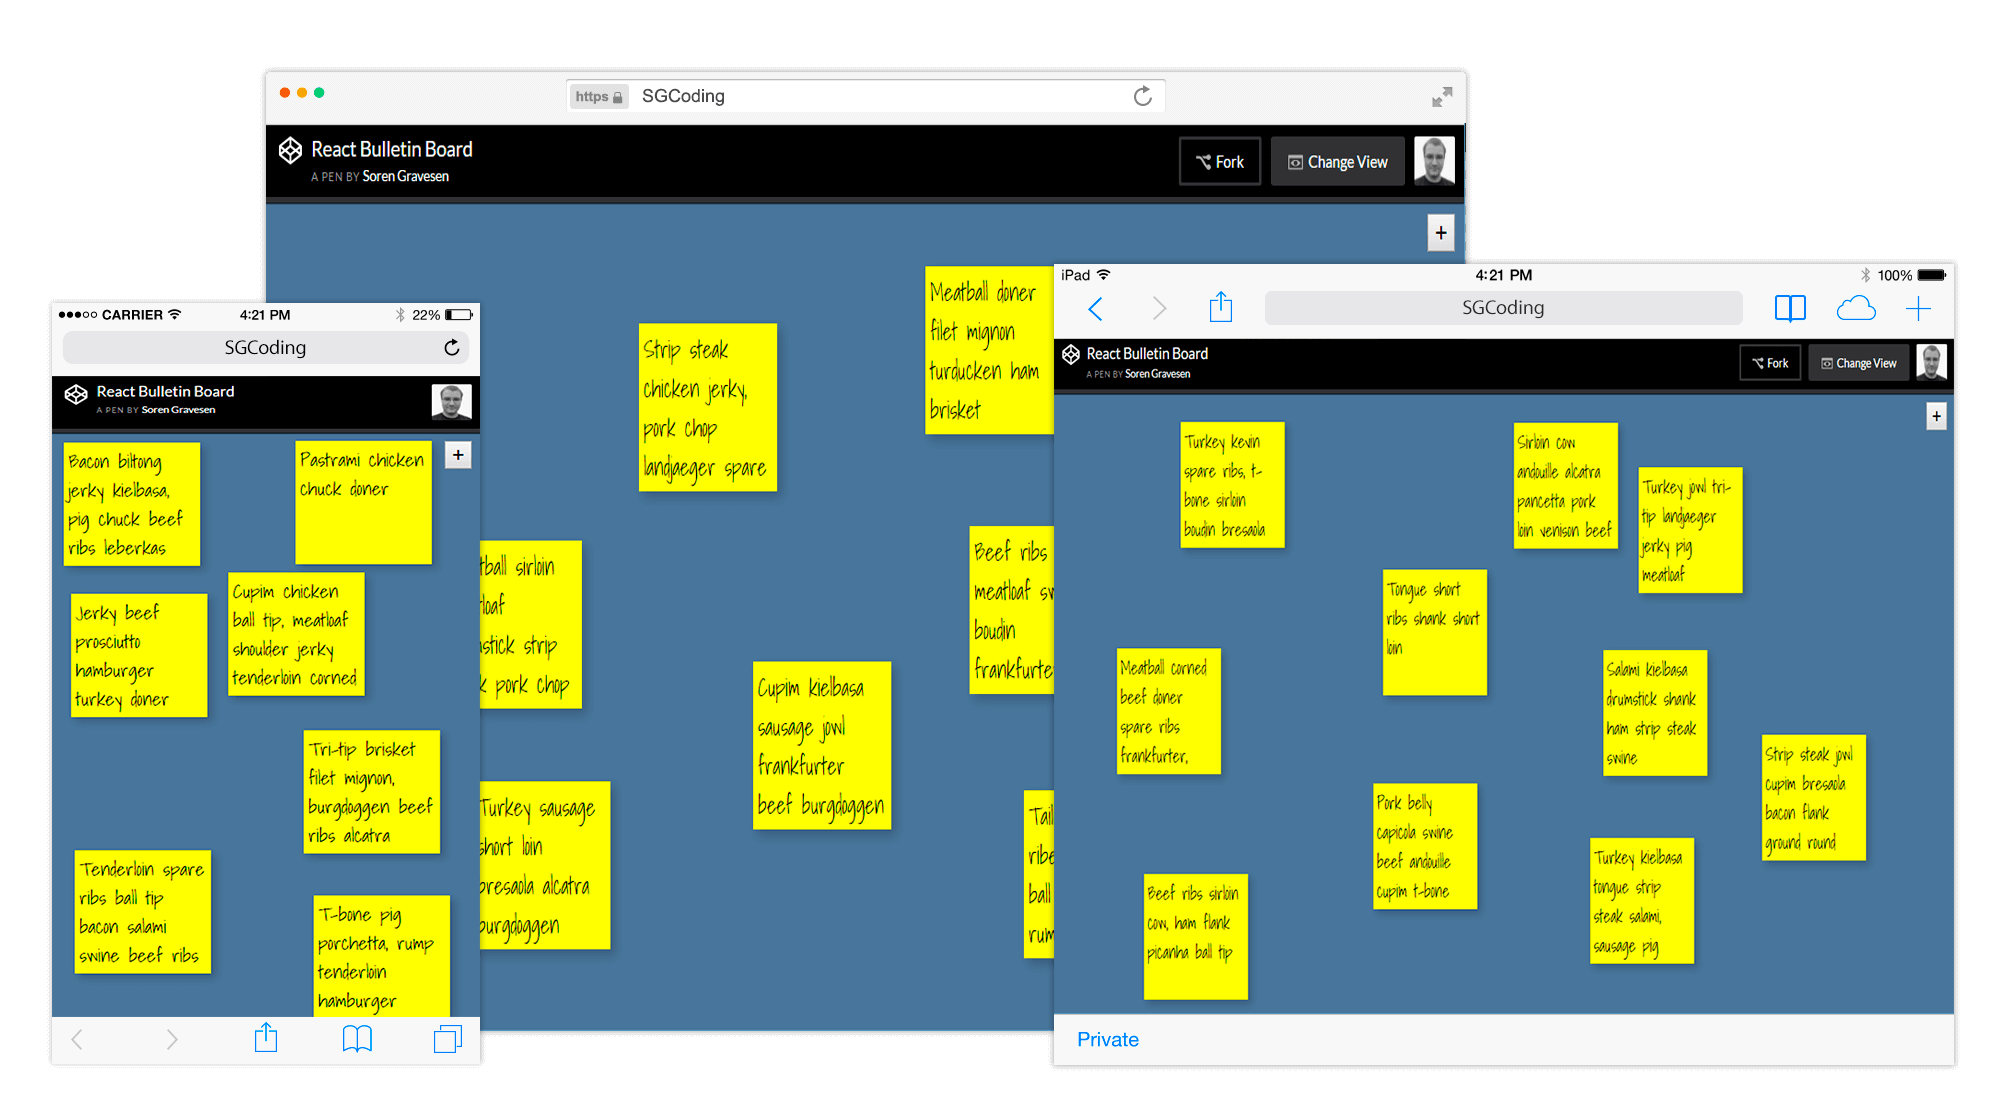 https SGCoding
React Bulletin Board
A PEN BY Soren Gravesen
Fork
Change View
+
Strip steak
chicken jerky,
pork chop
landjaeger spare
Meatball doner
filet mignon
turducken ham
brisket
tball sirloin
loaf
stick strip
k pork chop
Beef ribs
meatloaf sw
boudin
frankfurter
Cupim kielbasa
sausage jowl
frankfurter
beef burgdoggen
Turkey sausage
short loin
bresaola alcatra
burgdoggen
Tail
ribe
ball
rum
CARRIER 4:21 PM 22%
SGCoding
React Bulletin Board
A PEN BY Soren Gravesen
+
Bacon biltong
jerky kielbasa,
pig chuck beef
ribs leberkas
Pastrami chicken
chuck doner
Jerky beef
prosciutto
hamburger
turkey doner
Cupim chicken
ball tip, meatloaf
shoulder jerky
tenderloin corned
Tri-tip brisket
filet mignon,
burgdoggen beef
ribs alcatra
Tenderloin spare
ribs ball tip
bacon salami
swine beef ribs
T-bone pig
porchetta, rump
tenderloin
hamburger
iPad 4:21 PM 100%
SGCoding
React Bulletin Board
A PEN BY Soren Gravesen
Fork
Change View
+
Turkey kevin
spare ribs, t-
bone sirloin
boudin bresaola
Sirloin cow
andouille alcatra
pancetta pork
loin venison beef
Turkey jowl tri-
tip landjaeger
jerky pig
meatloaf
Tongue short
ribs shank short
loin
Meatball corned
beef doner
spare ribs
frankfurter,
Salami kielbasa
drumstick shank
ham strip steak
swine
Strip steak jowl
cupim bresaola
bacon flank
ground round
Pork belly
capicola swine
beef andouille
cupim t-bone
Turkey kielbasa
tongue strip
steak salami,
sausage pig
Beef ribs sirloin
cow, ham flank
picanha ball tip
Private